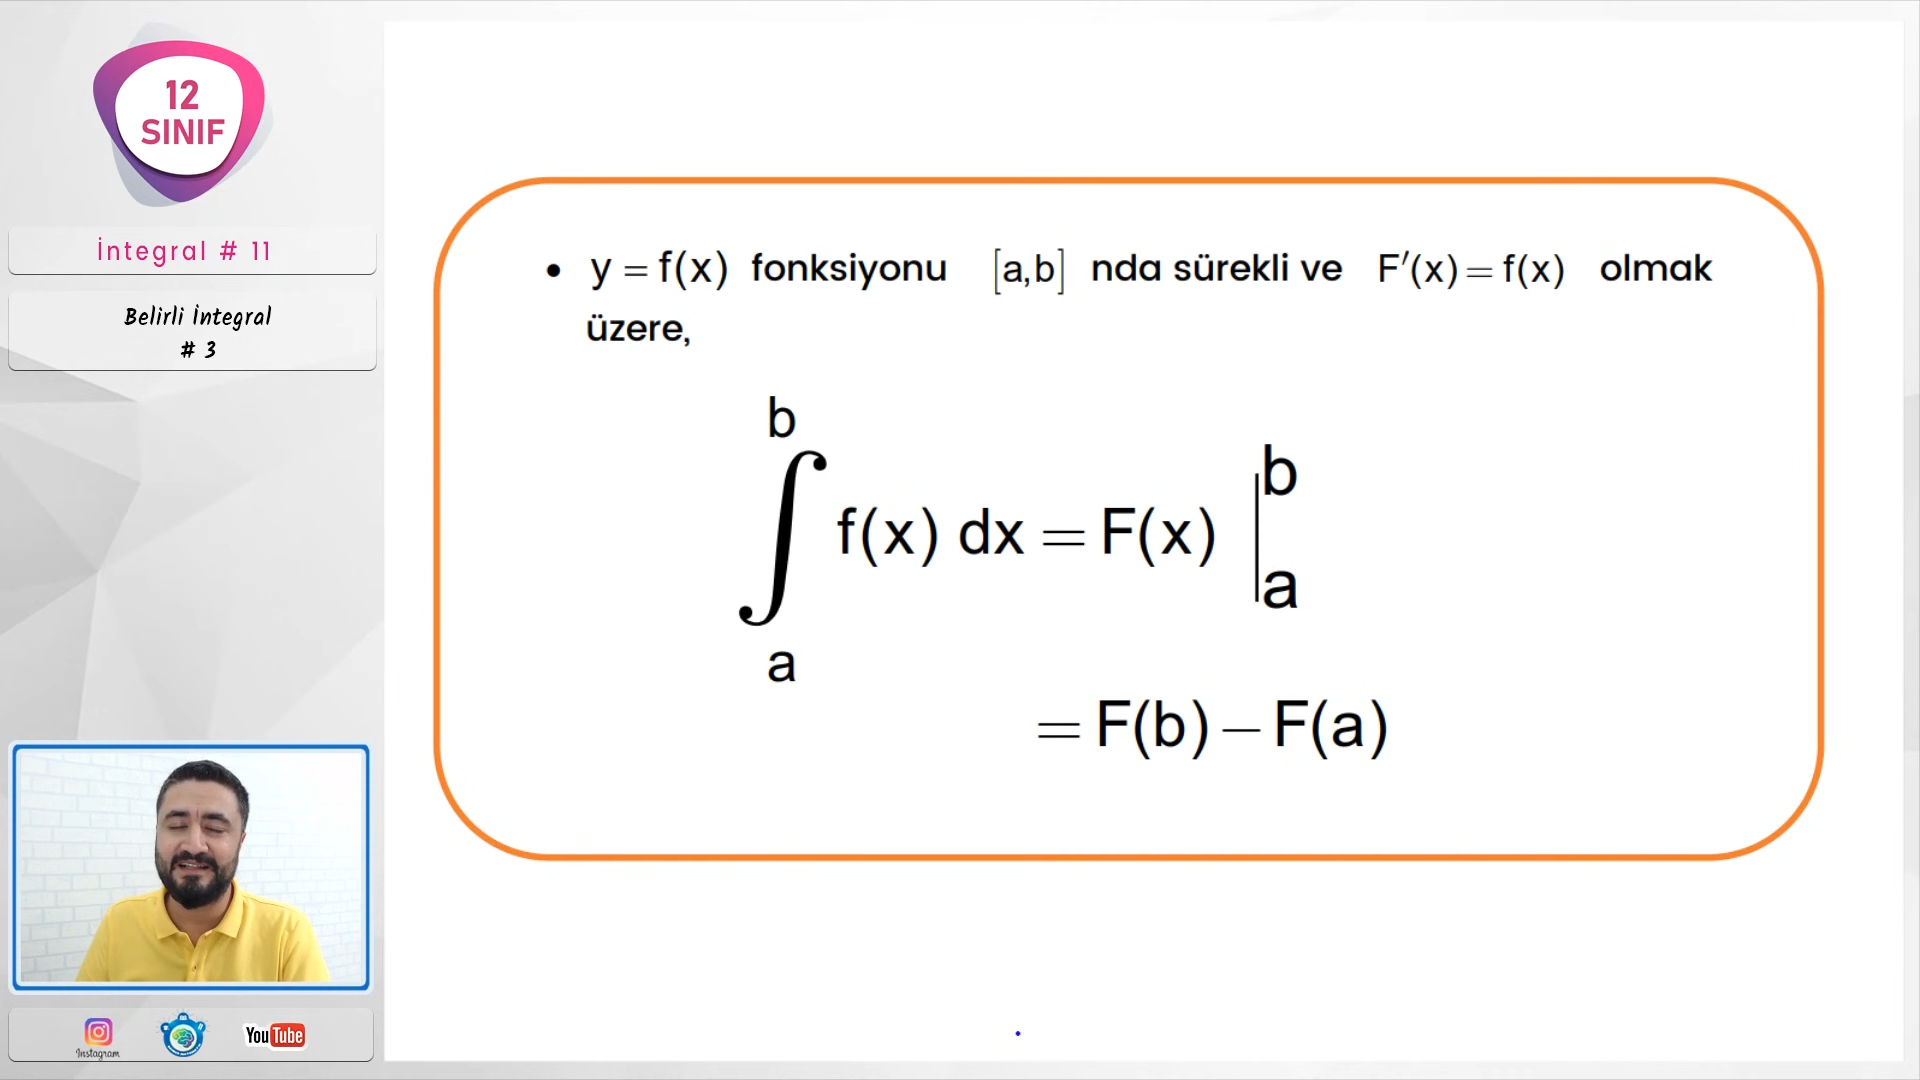 12
SINIF
İntegral # 11
Belirli İntegral
# 3
• y = f(x) fonksiyonu [a,b] nda sürekli ve F′(x) = f(x) olmak
üzere,
b
∫ f(x) dx = F(x) |
a
b
a
= F(b) – F(a)
Instagram
YouTube